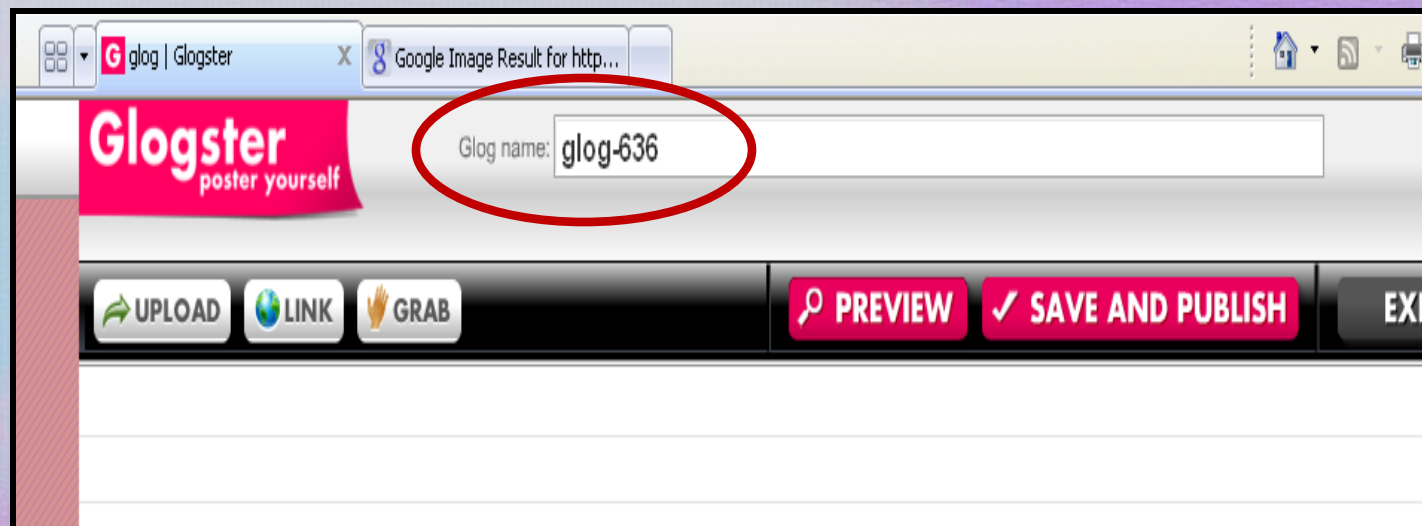 G glog | Glogster X Google Image Result for http...
Glogster
poster yourself
Glog name: glog-636
UPLOAD LINK GRAB PREVIEW SAVE AND PUBLISH